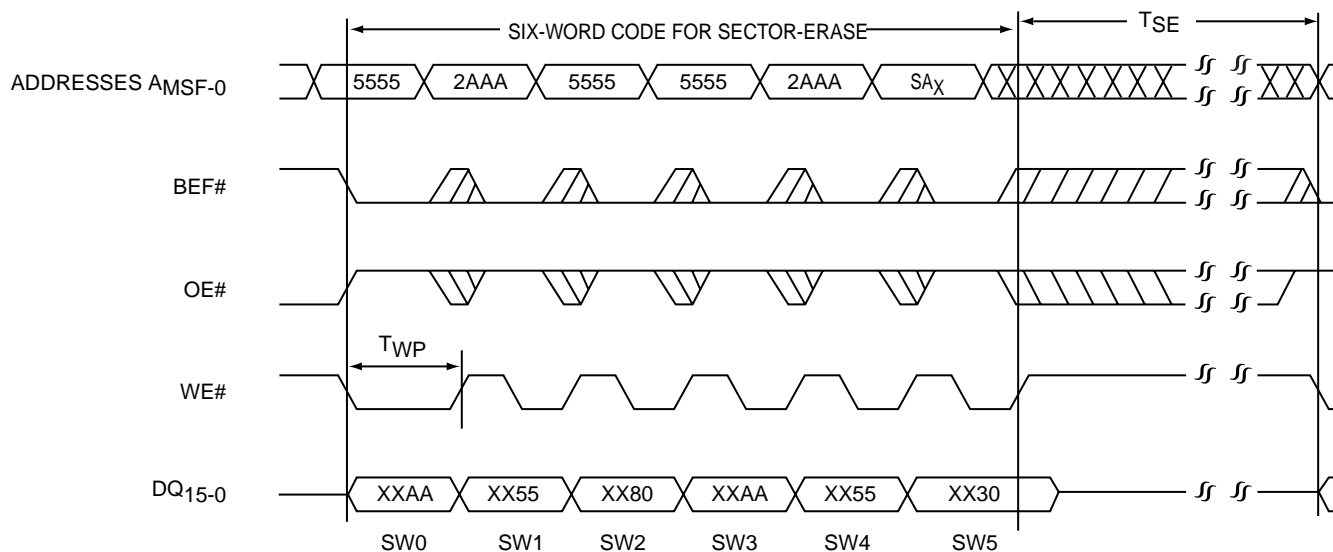 SIX-WORD CODE FOR SECTOR-ERASE TSE
ADDRESSES AMSF-0 5555 2AAA 5555 5555 2AAA SAX
BEF#
OE#
TWP
WE#
DQ15-0 XXAA XX55 XX80 XXAA XX55 XX30
SW0 SW1 SW2 SW3 SW4 SW5